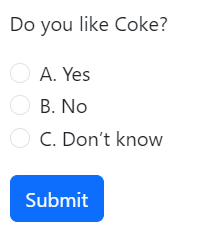 Do you like Coke?
A. Yes
B. No
C. Don’t know
Submit